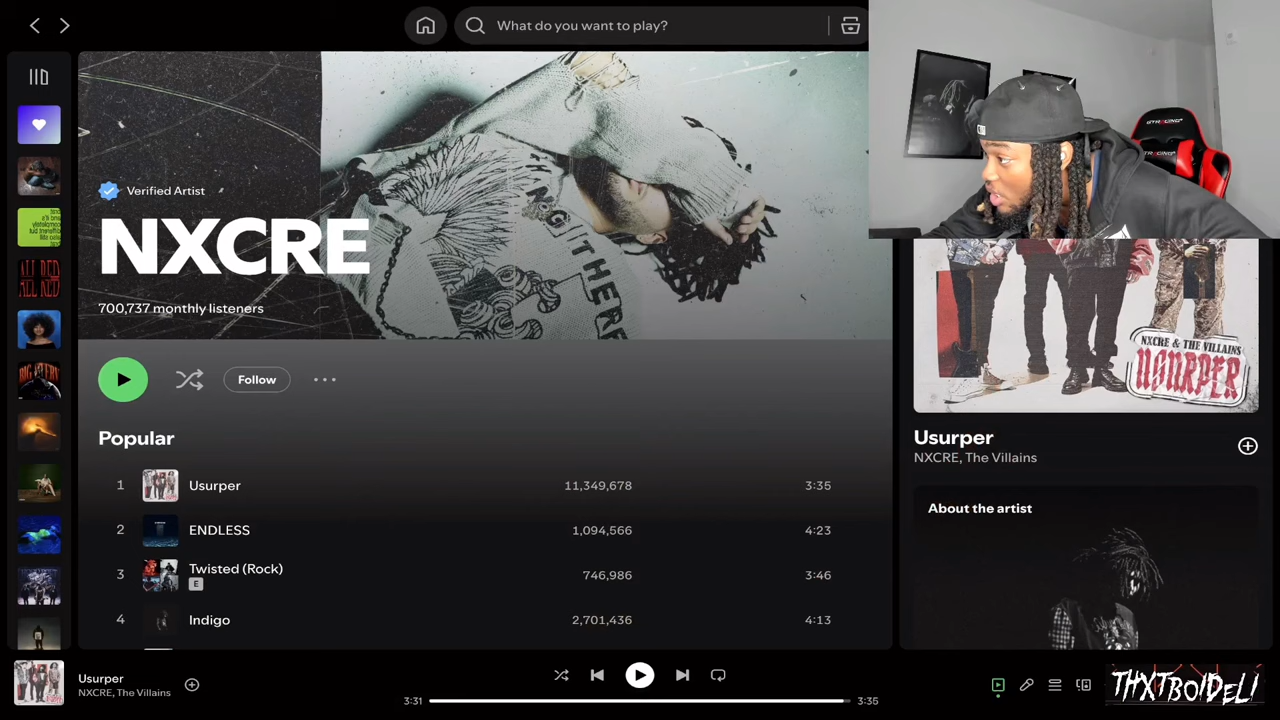 What do you want to play?
Verified Artist
NXCRE
700,737 monthly listeners
Follow
Popular
1 Usurper 11,349,678 3:35
2 ENDLESS 1,094,566 4:23
3 Twisted (Rock) 746,986 3:46
E
4 Indigo 2,701,436 4:13
ALL RED
GTRACING
NXCRE & THE VILLAINS
USURPER
Usurper
NXCRE, The Villains
About the artist
Usurper
NXCRE, The Villains
3:31
3:35
THXTBOIDELI